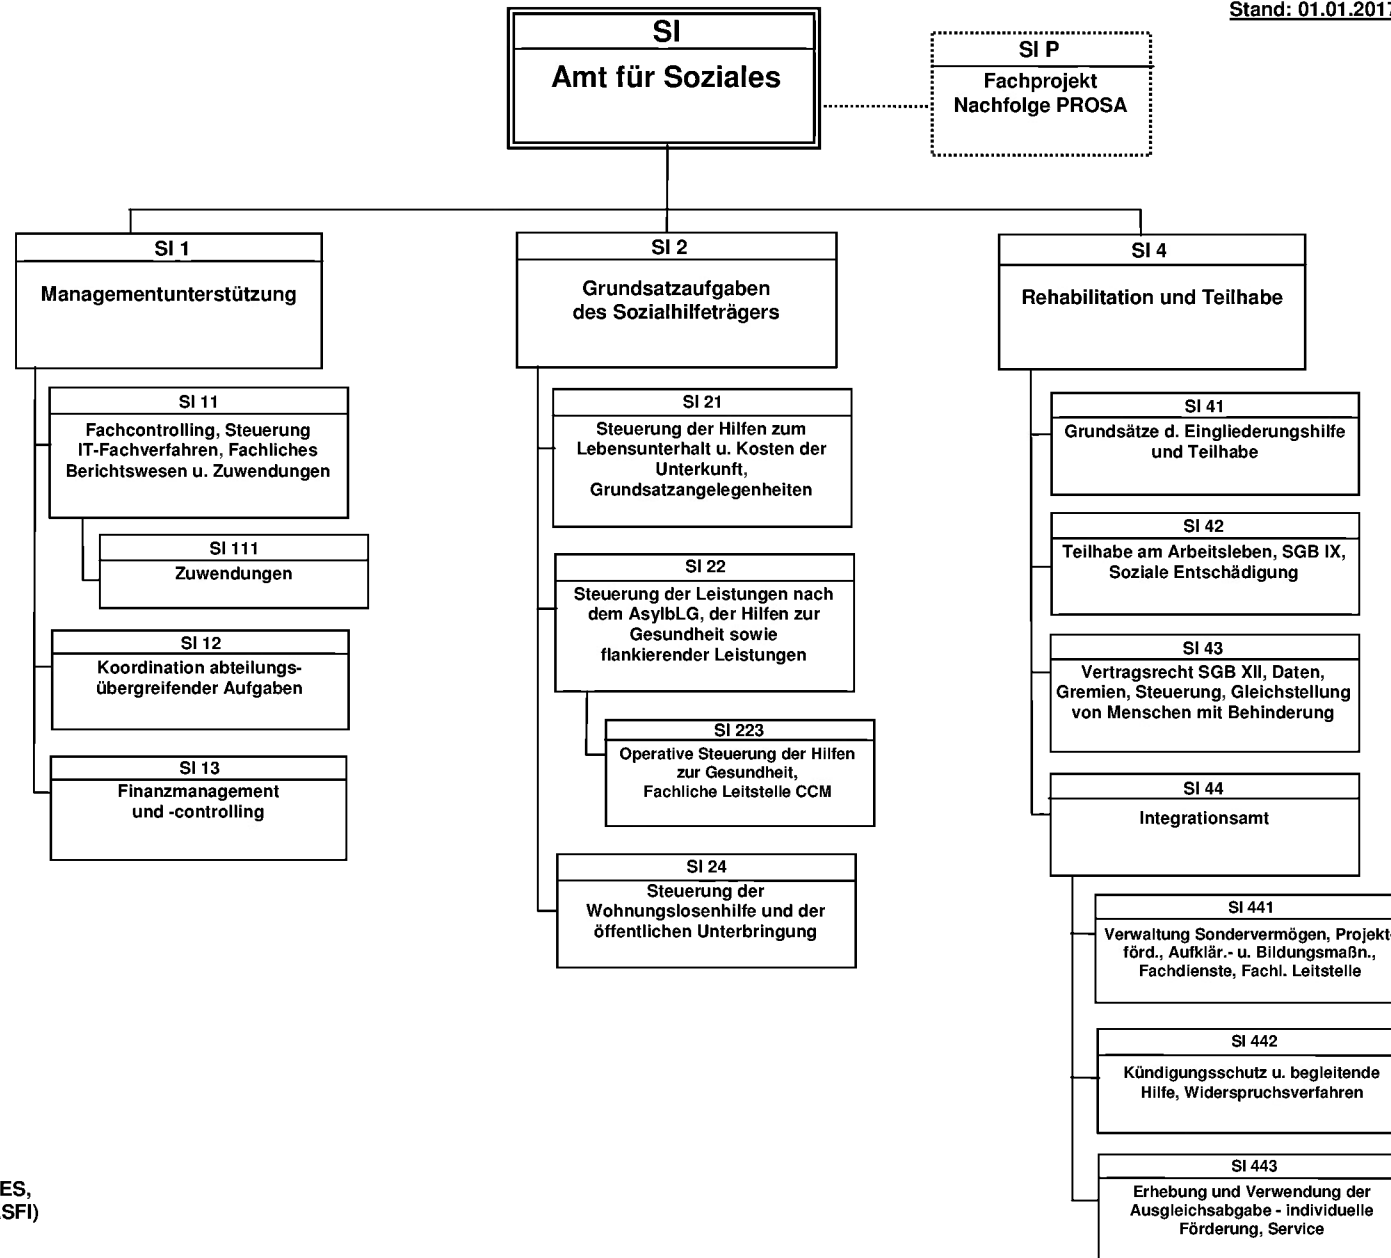 Stand: 01.01.2017
SI
Amt für Soziales
SI P
Fachprojekt
Nachfolge PROSA
SI 1
Managementunterstützung
SI 11
Fachcontrolling, Steuerung
IT-Fachverfahren, Fachliches
Berichtswesen u. Zuwendungen
SI 111
Zuwendungen
SI 12
Koordination abteilungs-
übergreifender Aufgaben
SI 13
Finanzmanagement
und -controlling
SI 2
Grundsatzaufgaben
des Sozialhilfeträgers
SI 21
Steuerung der Hilfen zum
Lebensunterhalt u. Kosten der
Unterkunft,
Grundsatzangelegenheiten
SI 22
Steuerung der Leistungen nach
dem AsylbLG, der Hilfen zur
Gesundheit sowie
flankierender Leistungen
SI 223
Operative Steuerung der Hilfen
zur Gesundheit,
Fachliche Leitstelle CCM
SI 24
Steuerung der
Wohnungslosenhilfe und der
öffentlichen Unterbringung
SI 4
Rehabilitation und Teilhabe
SI 41
Grundsätze d. Eingliederungshilfe
und Teilhabe
SI 42
Teilhabe am Arbeitsleben, SGB IX,
Soziale Entschädigung
SI 43
Vertragsrecht SGB XII, Daten,
Gremien, Steuerung, Gleichstellung
von Menschen mit Behinderung
SI 44
Integrationsamt
SI 441
Verwaltung Sondervermögen, Projekt-
förd., Aufklär.- u. Bildungsmaßn.,
Fachdienste, Fachl. Leitstelle
SI 442
Kündigungsschutz u. begleitende
Hilfe, Widerspruchsverfahren
SI 443
Erhebung und Verwendung der
Ausgleichsabgabe - individuelle
Förderung, Service
ES,
SFI)